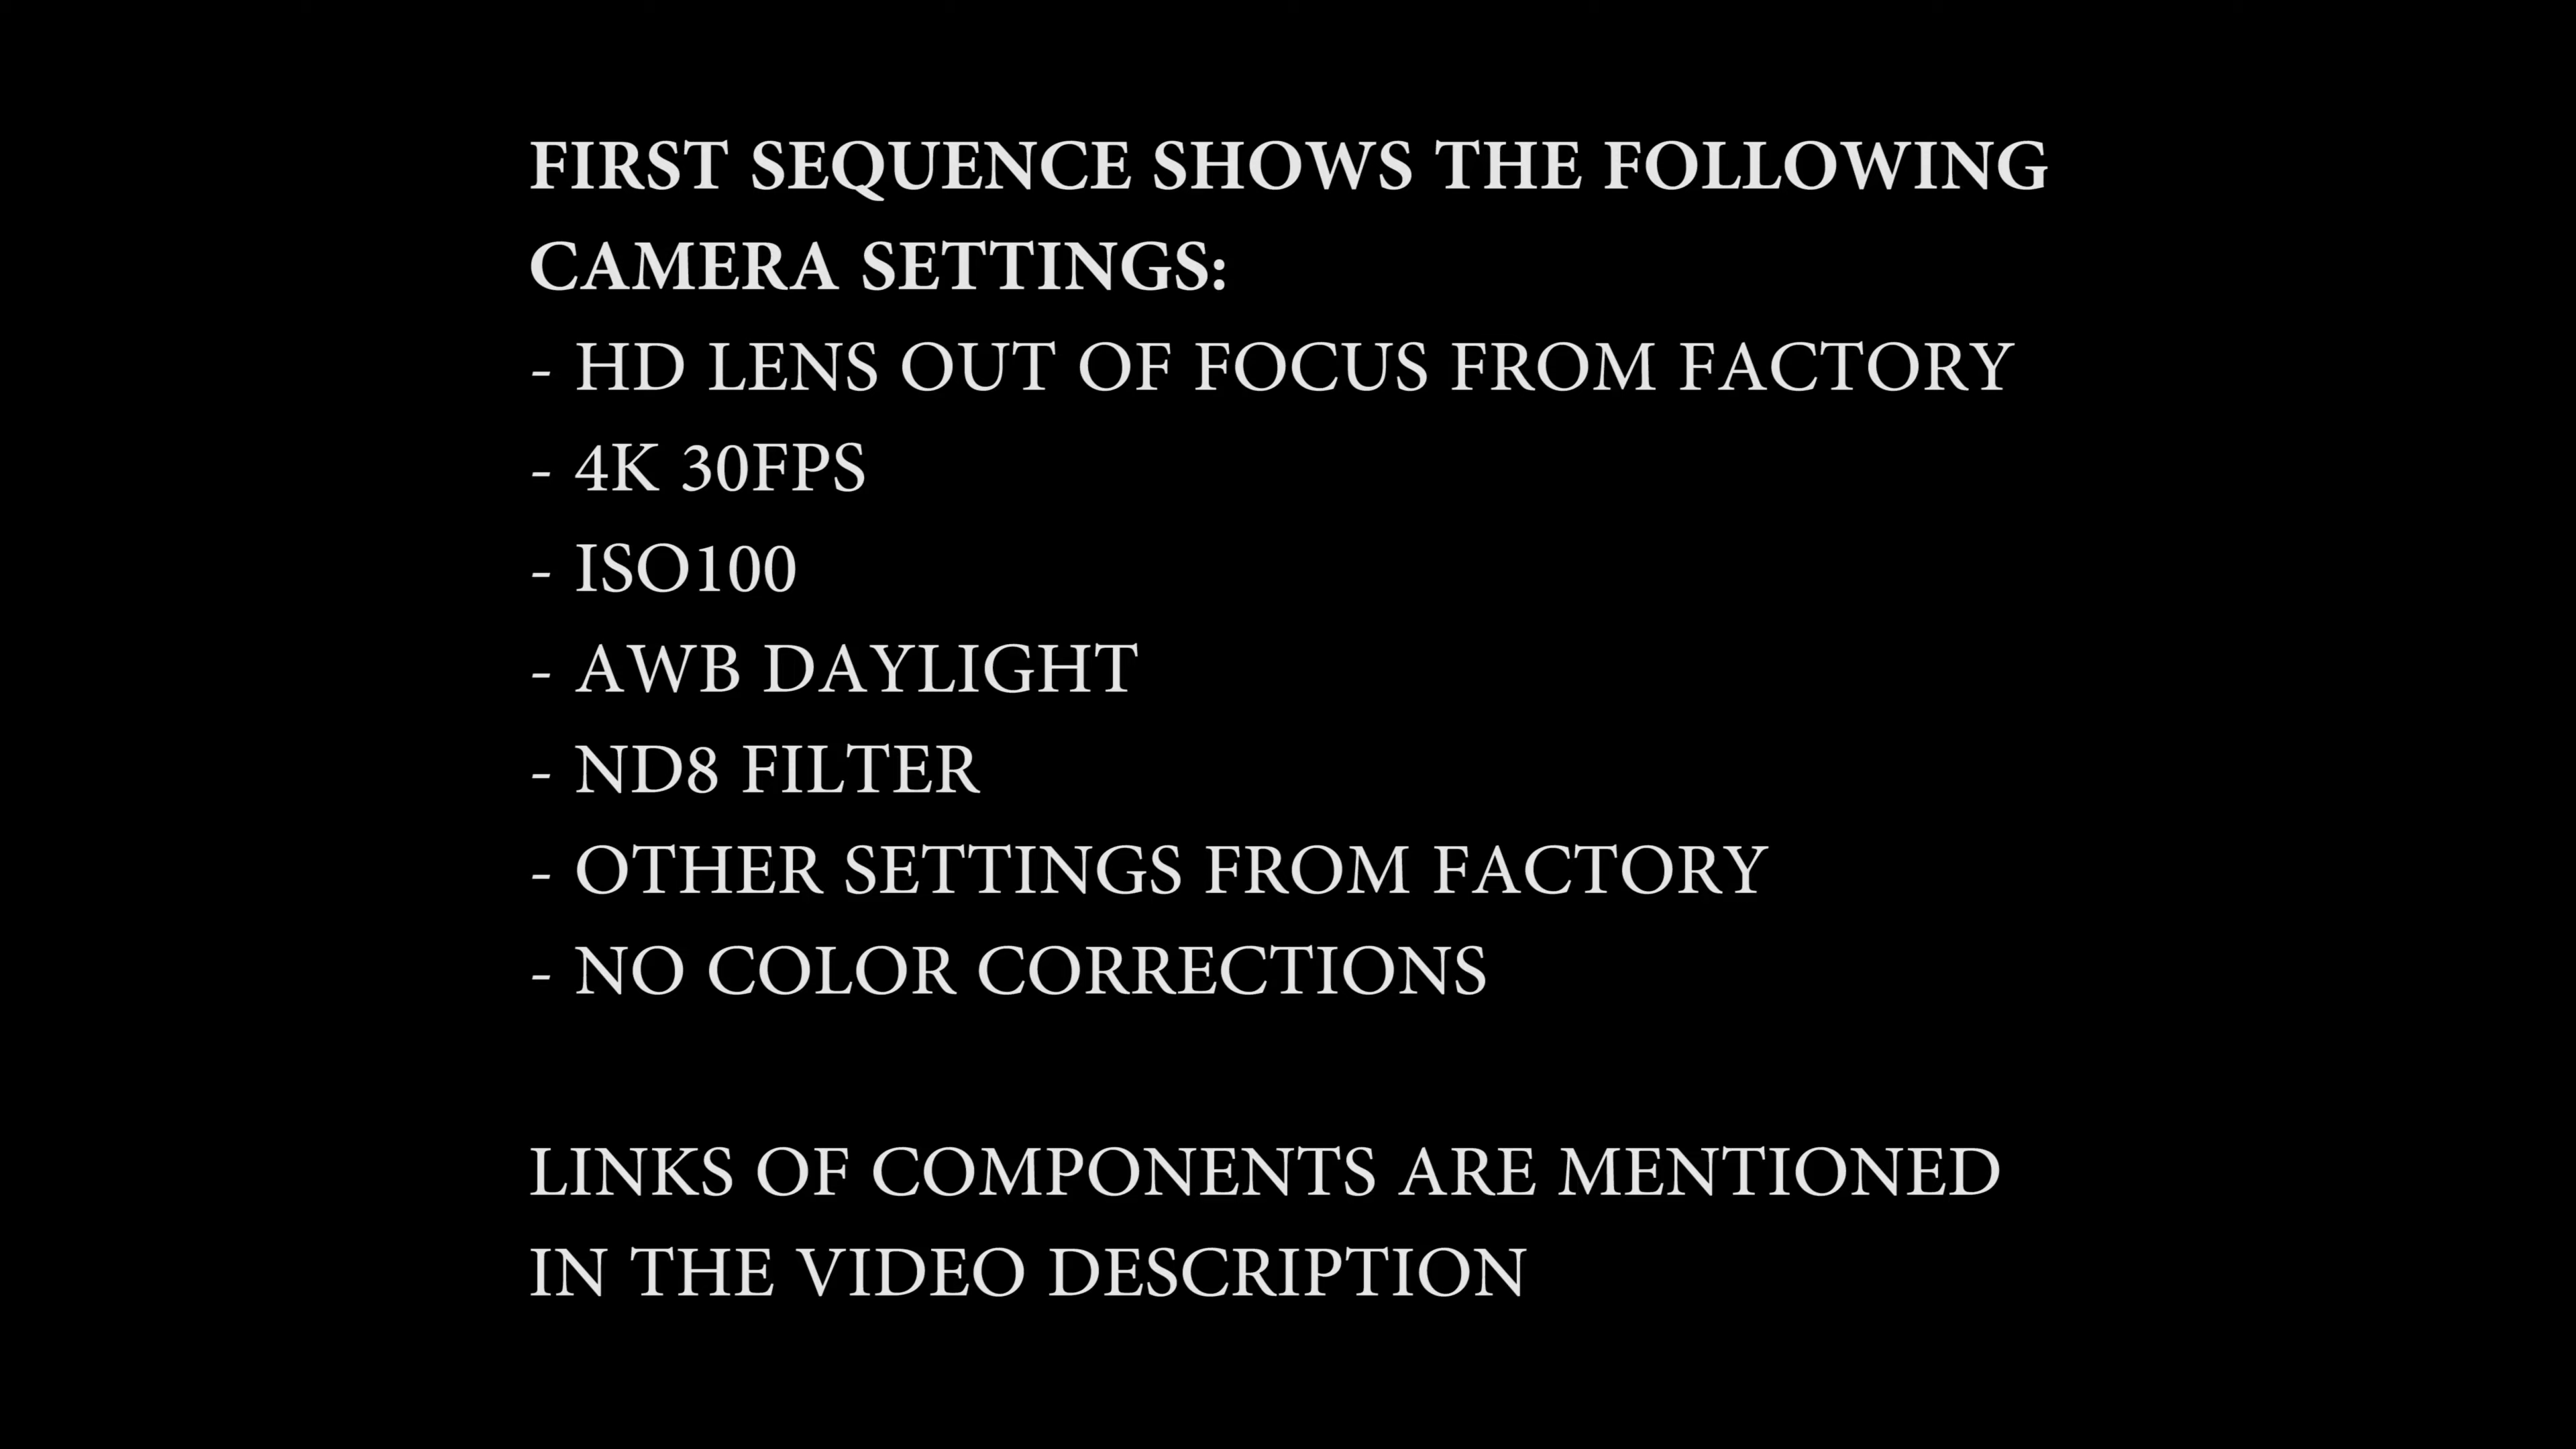 FIRST SEQUENCE SHOWS THE FOLLOWING
CAMERA SETTINGS:
- HD LENS OUT OF FOCUS FROM FACTORY
- 4K 30FPS
- ISO100
- AWB DAYLIGHT
- ND8 FILTER
- OTHER SETTINGS FROM FACTORY
- NO COLOR CORRECTIONS
LINKS OF COMPONENTS ARE MENTIONED
IN THE VIDEO DESCRIPTION